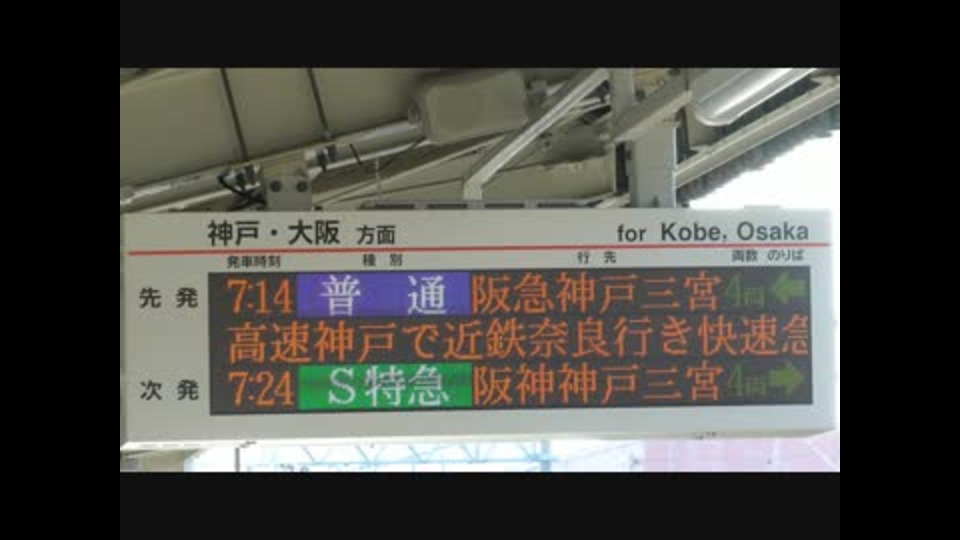 神戸・大阪 方面 for Kobe, Osaka
発車時刻 種別 行先 両数 のりば
先発 7:14 普通 阪急神戸三宮 4両 ←
高速神戸で近鉄奈良行き快速急
次発 7:24 S特急 阪神神戸三宮 4両 →